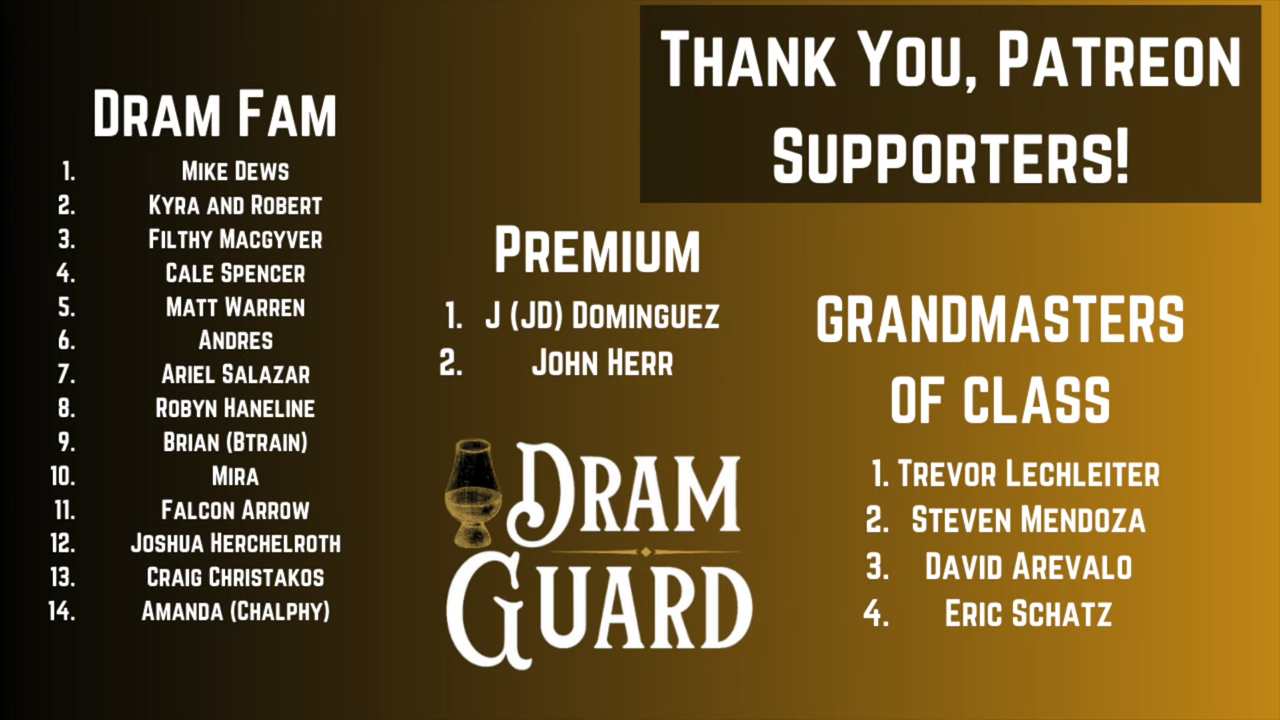 Thank You, Patreon
Supporters!
Dram Fam
1. Mike Dews
2. Kyra and Robert
3. Filthy Macgyver
4. Cale Spencer
5. Matt Warren
6. Andres
7. Ariel Salazar
8. Robyn Haneline
9. Brian (Btrain)
10. Mira
11. Falcon Arrow
12. Joshua Herchelroth
13. Craig Christakos
14. Amanda (Chalphy)
Premium
1. J (JD) Dominguez
2. John Herr
Dram
Guard
GRANDMASTERS
OF CLASS
1. Trevor Lechleiter
2. Steven Mendoza
3. David Arevalo
4. Eric Schatz